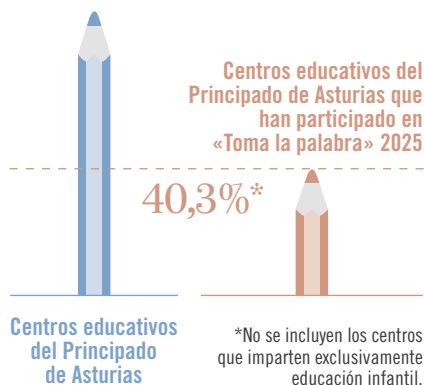 Centros educativos del
Principado de Asturias que
han participado en
«Toma la palabra» 2025
40,3%*
Centros educativos
del Principado
de Asturias
*No se incluyen los centros
que imparten exclusivamente
educación infantil.